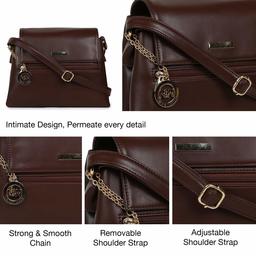 Intimate Design, Permeate every detail
Strong & Smooth
Chain
Removable
Shoulder Strap
Adjustable
Shoulder Strap